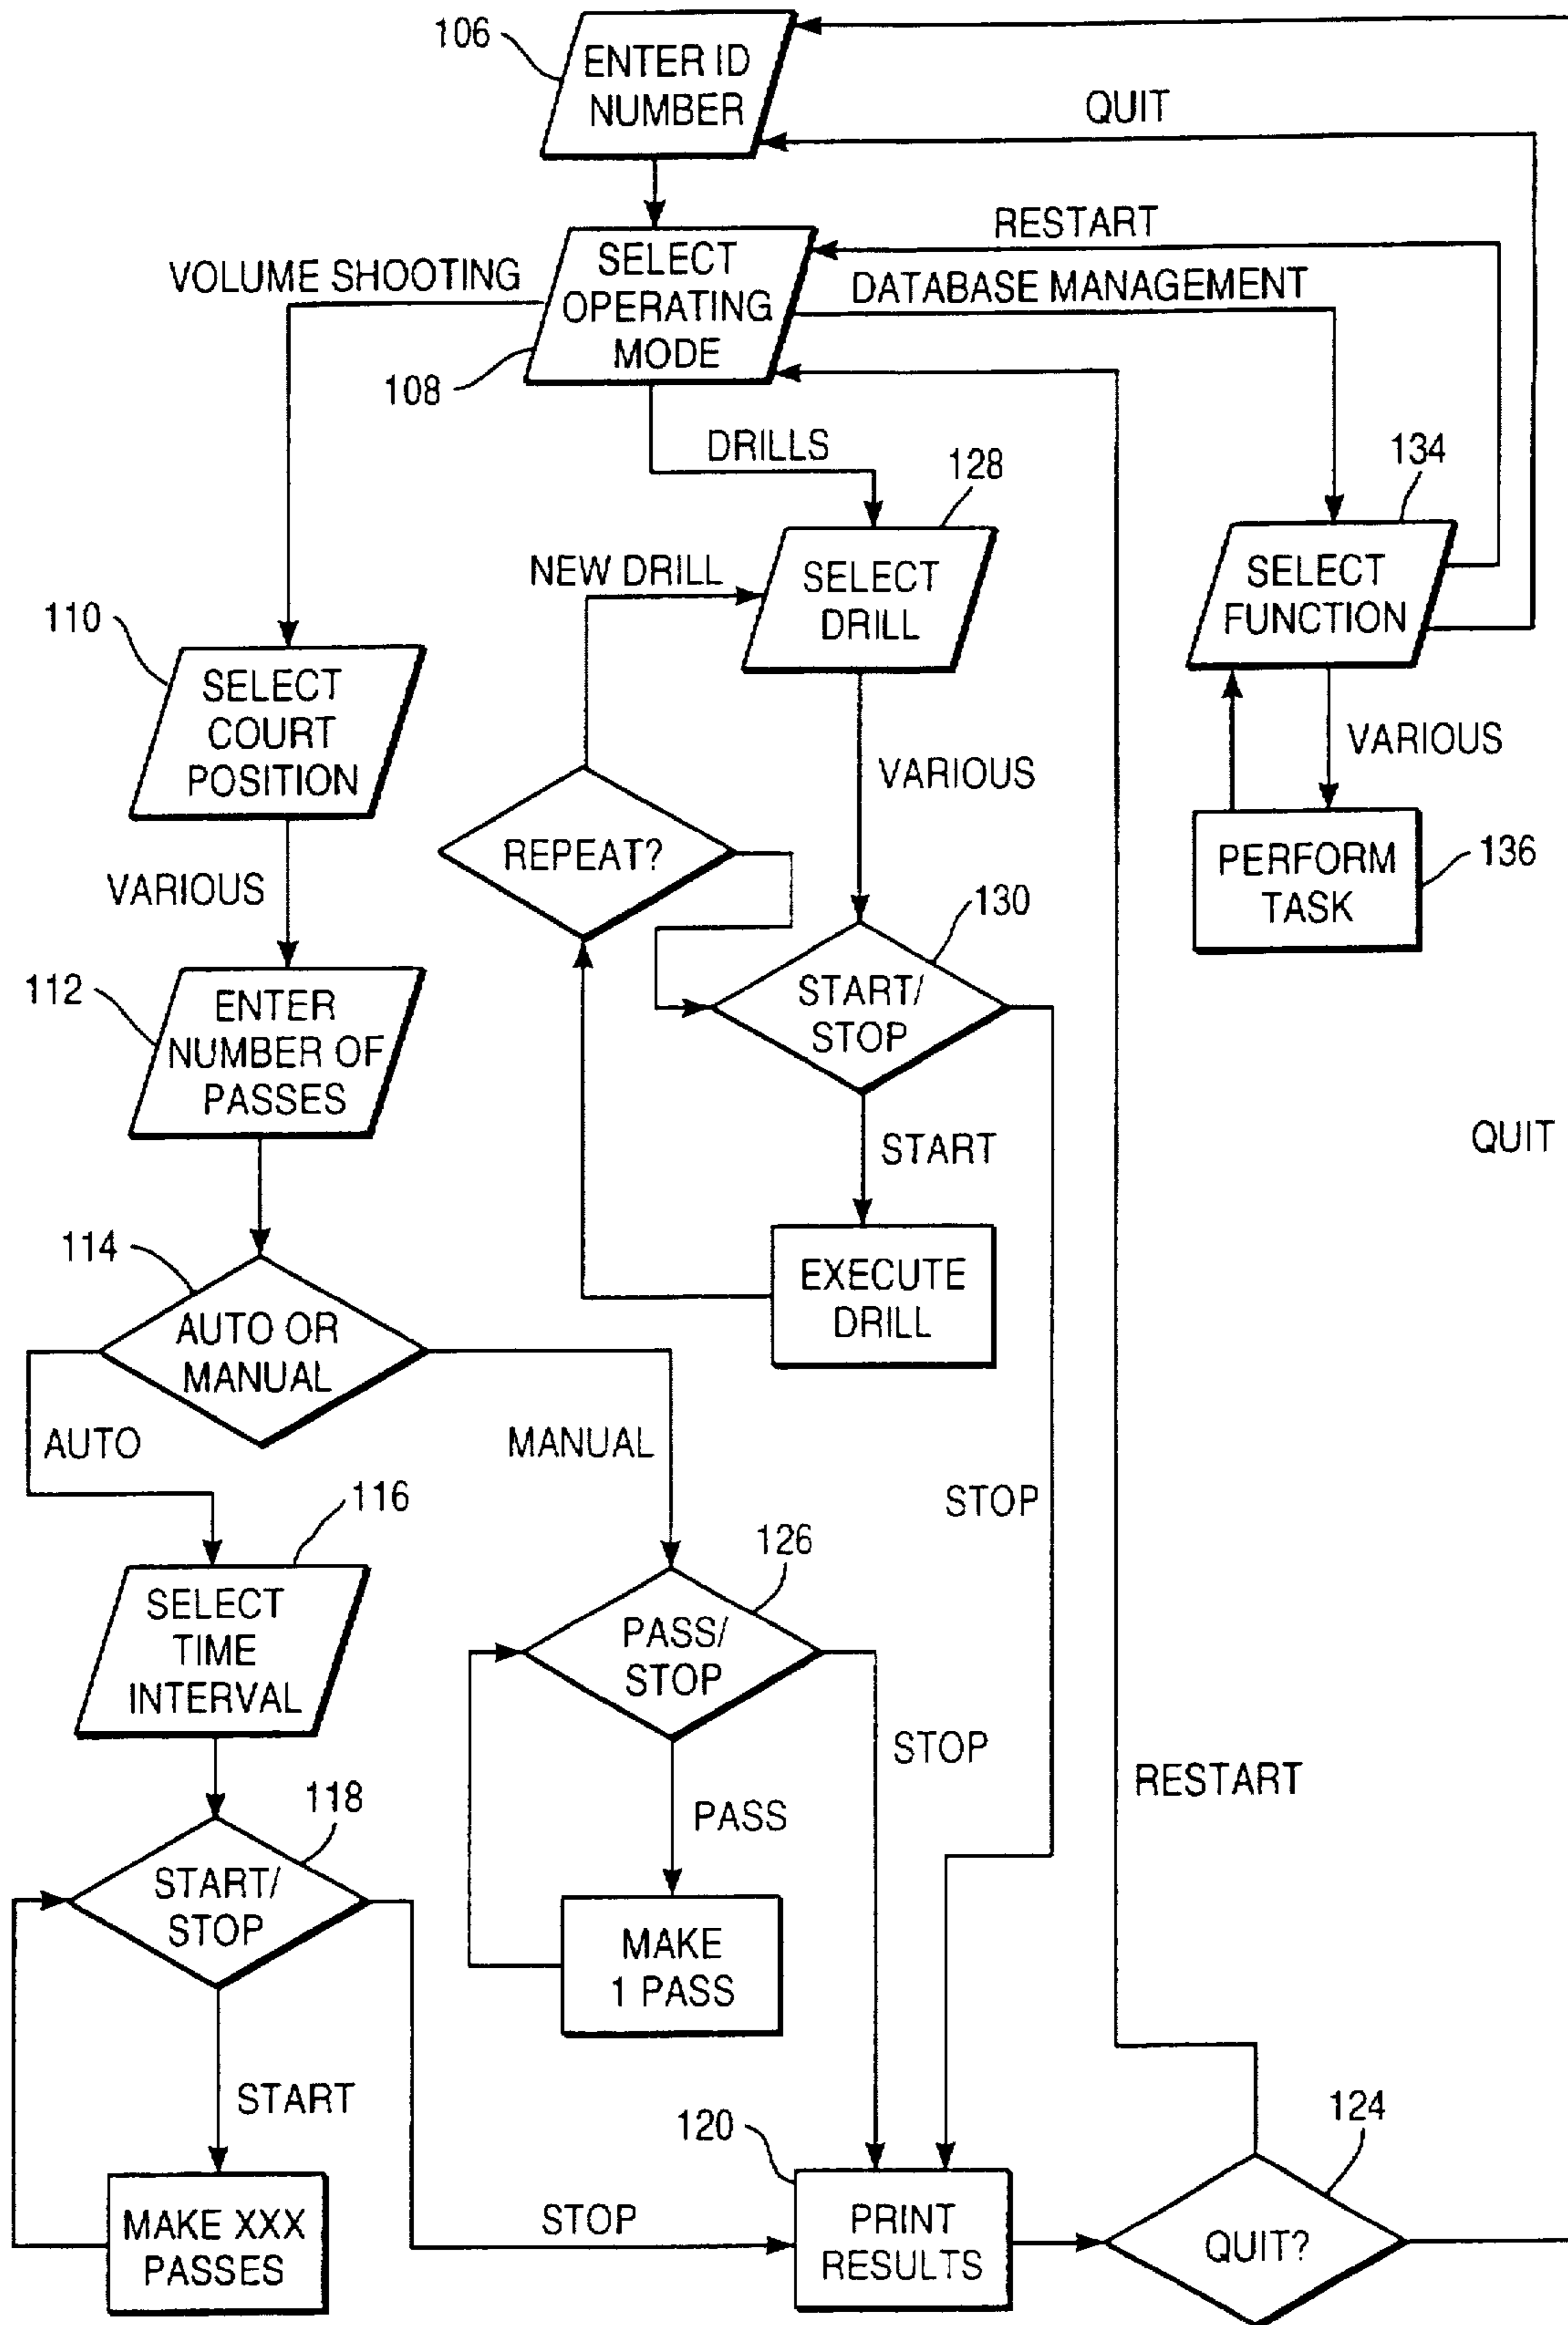 106
ENTER ID
NUMBER
QUIT
RESTART
VOLUME SHOOTING
SELECT
OPERATING
MODE
DATABASE MANAGEMENT
108
DRILLS
128
134
NEW DRILL
SELECT
DRILL
SELECT
FUNCTION
110
SELECT
COURT
POSITION
VARIOUS
VARIOUS
REPEAT?
PERFORM
TASK
136
VARIOUS
130
112
ENTER
NUMBER OF
PASSES
START/
STOP
QUIT
START
114
AUTO OR
MANUAL
EXECUTE
DRILL
AUTO
MANUAL
116
STOP
126
SELECT
TIME
INTERVAL
PASS/
STOP
STOP
RESTART
118
PASS
START/
STOP
MAKE
1 PASS
START
120
124
MAKE XXX
PASSES
STOP
PRINT
RESULTS
QUIT?